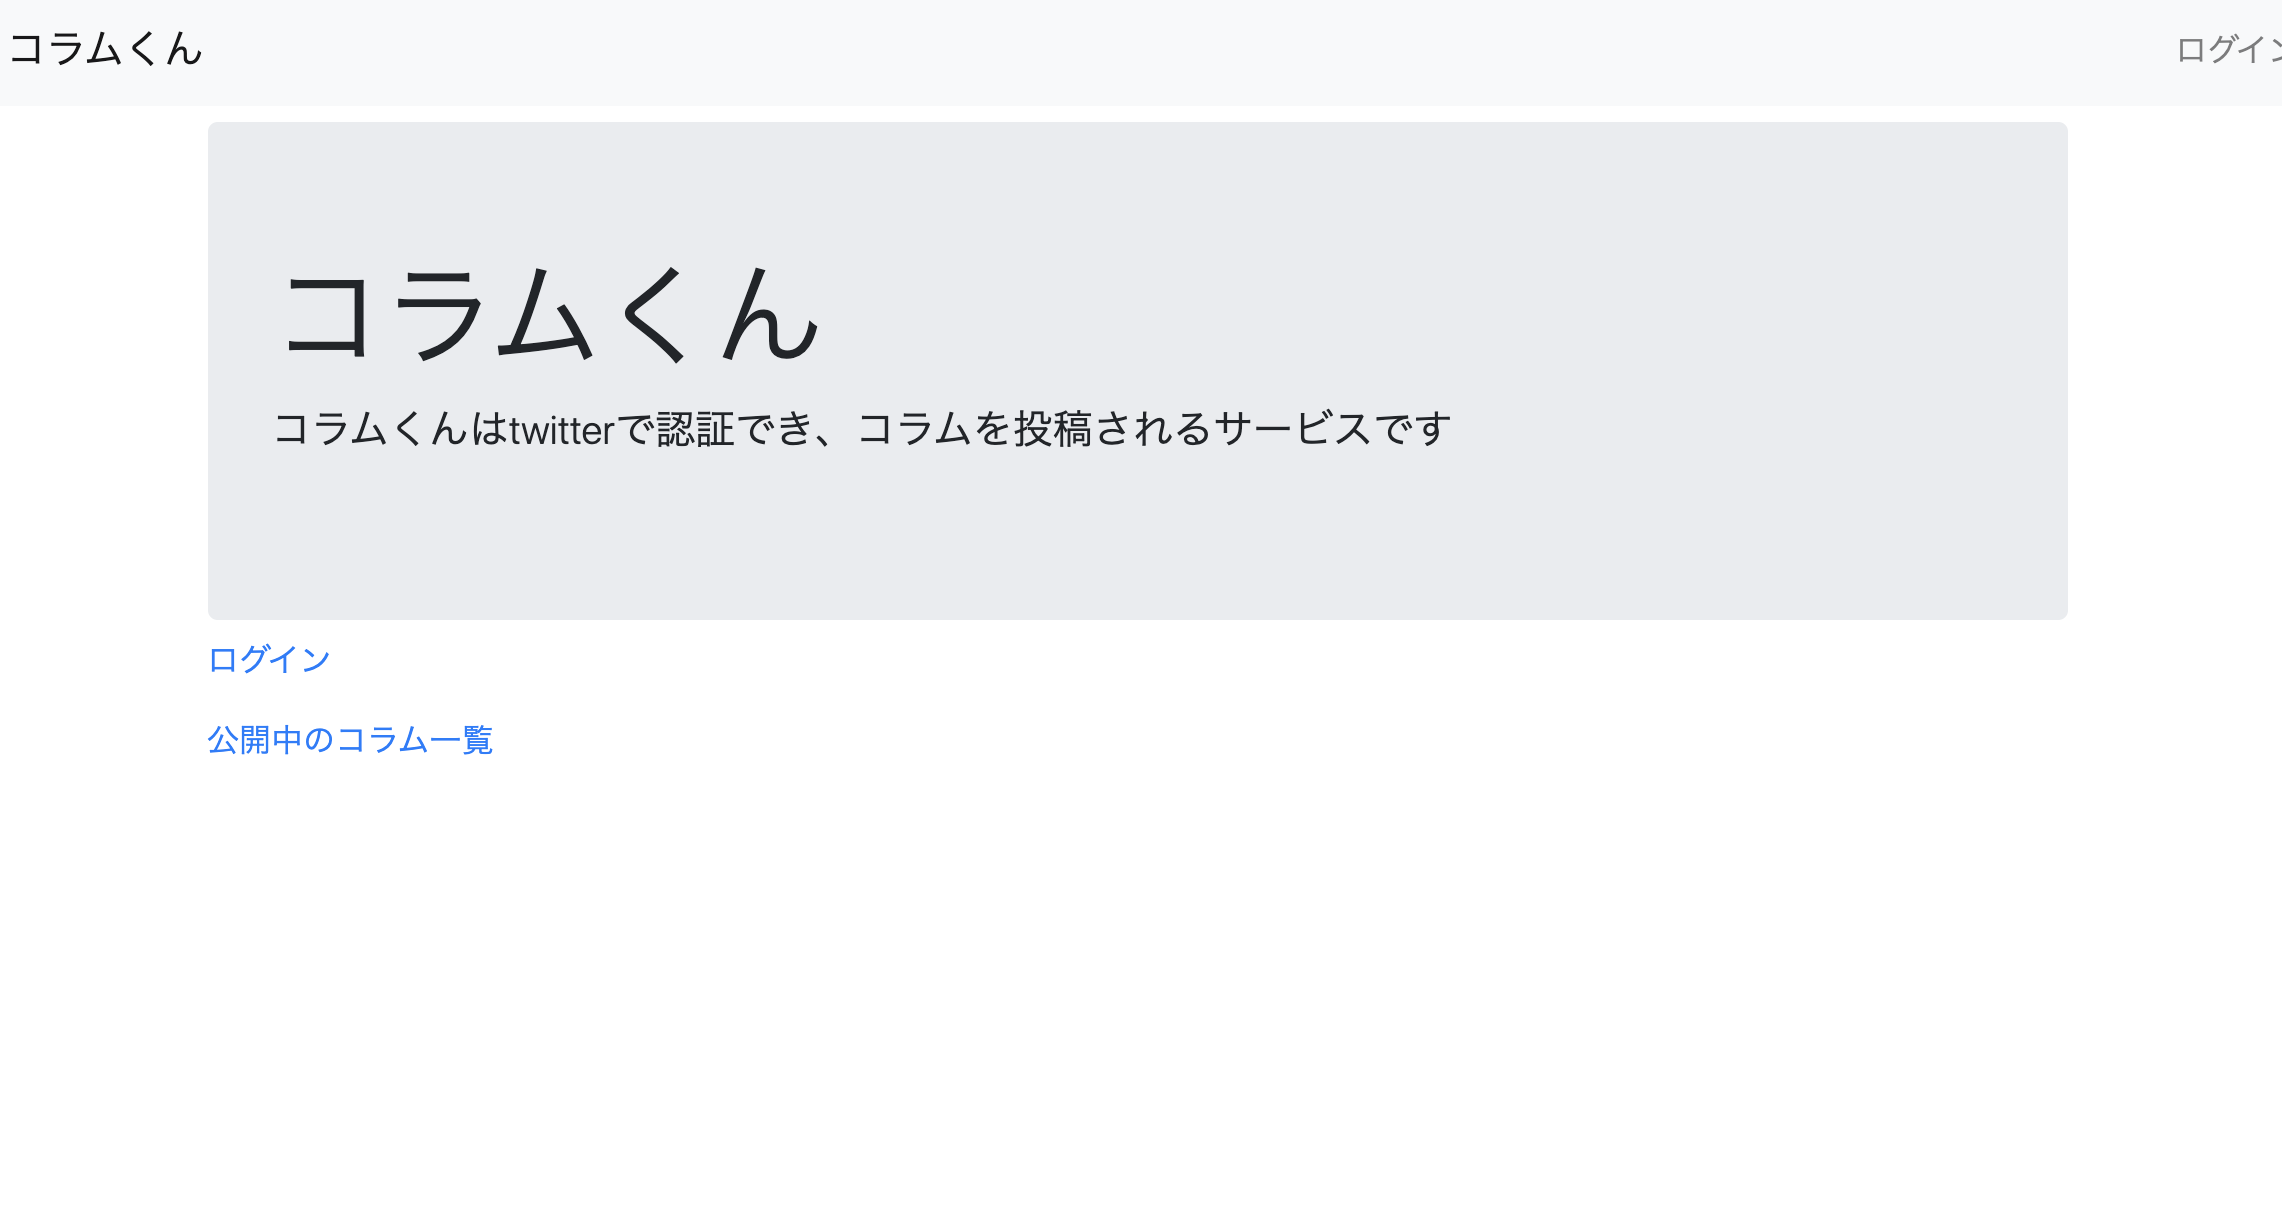 コラムくん
ログイン
コラムくん
コラムくんはtwitterで認証でき、コラムを投稿されるサービスです
ログイン
公開中のコラム一覧